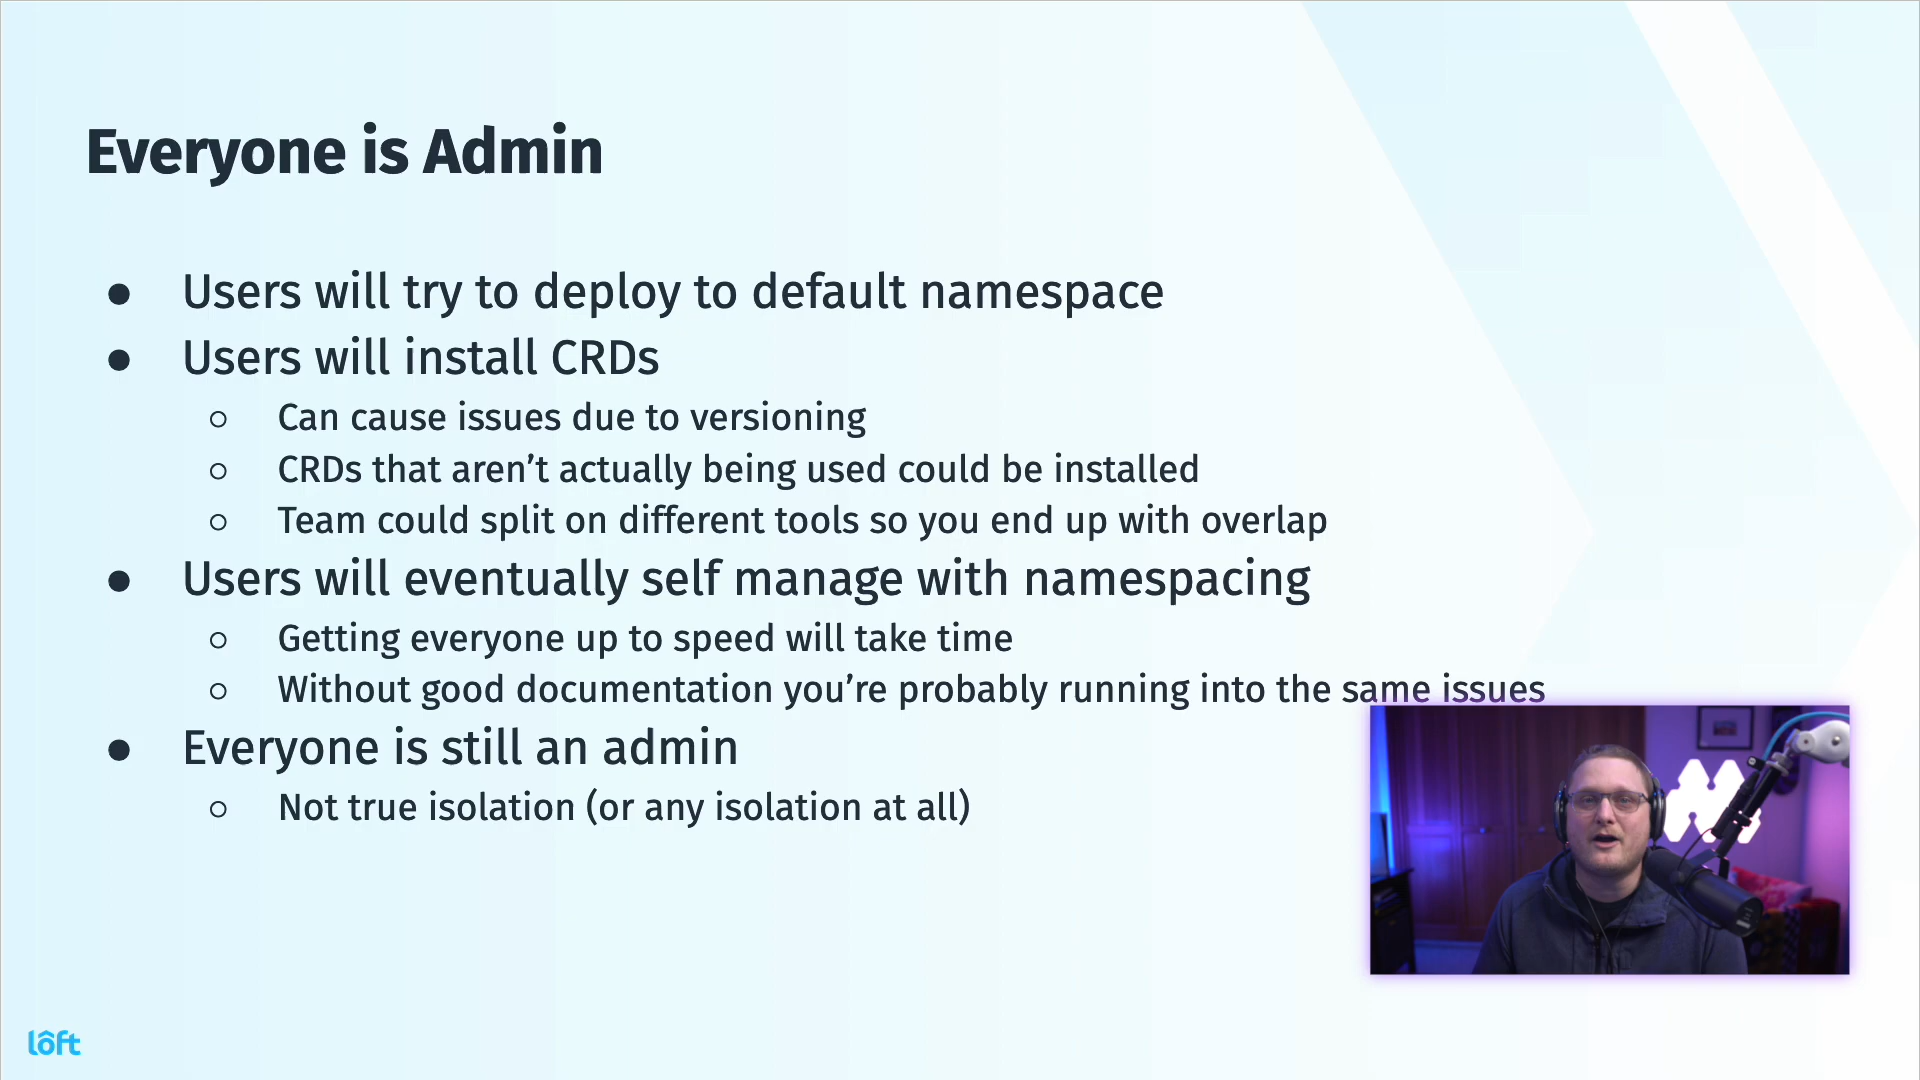 Everyone is Admin
● Users will try to deploy to default namespace
● Users will install CRDs
○ Can cause issues due to versioning
○ CRDs that aren’t actually being used could be installed
○ Team could split on different tools so you end up with overlap
● Users will eventually self manage with namespacing
○ Getting everyone up to speed will take time
○ Without good documentation you’re probably running into the same issues
● Everyone is still an admin
○ Not true isolation (or any isolation at all)
lôft